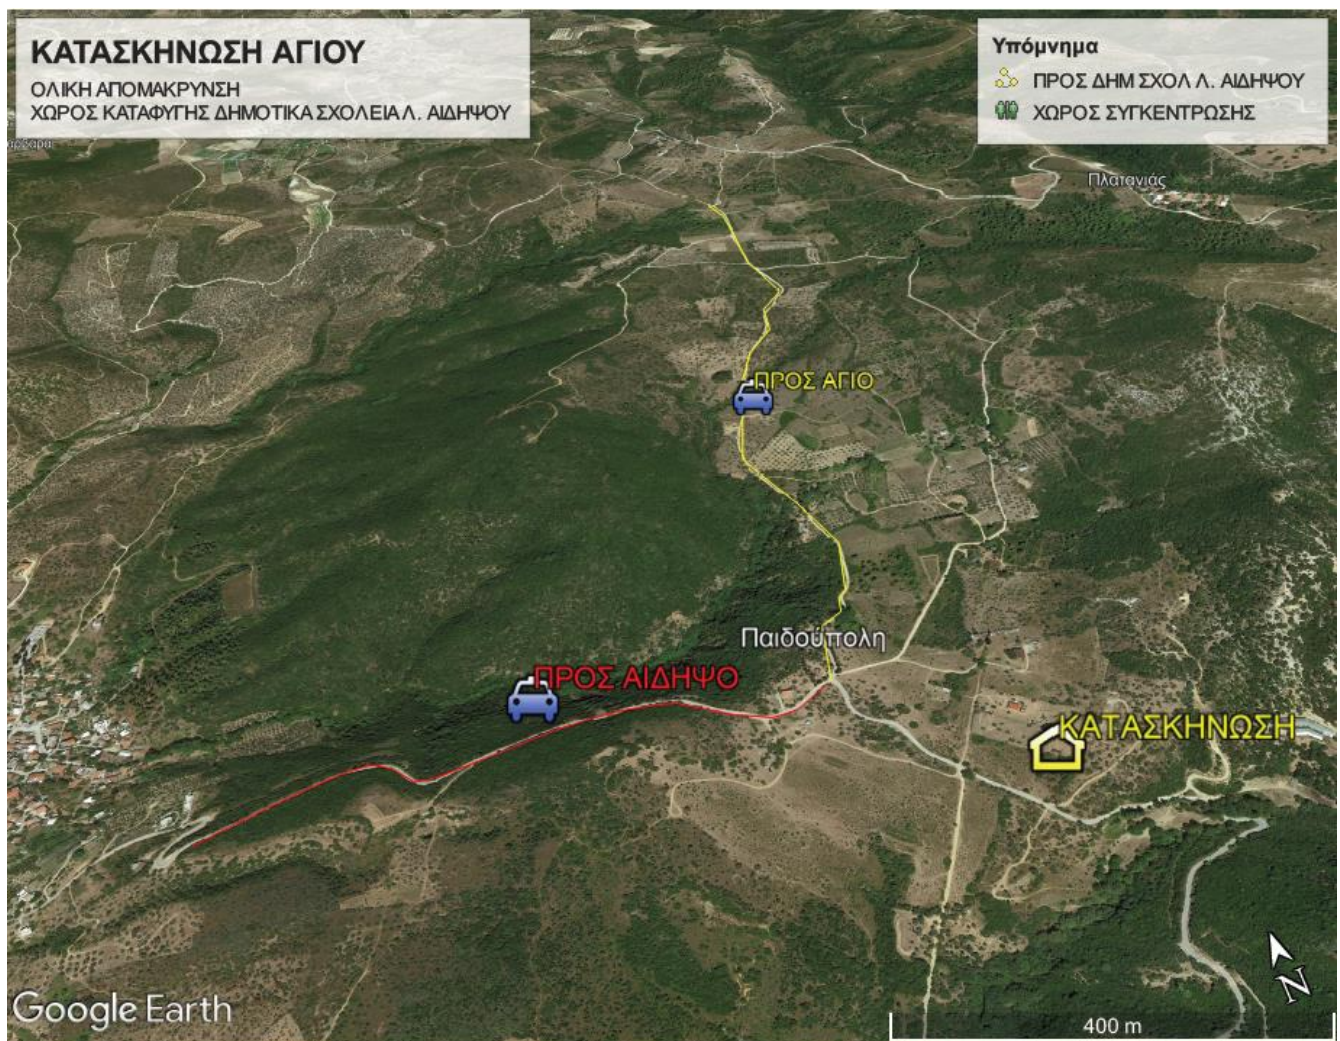 ΚΑΤΑΣΚΗΝΩΣΗ ΑΓΙΟΥ
ΟΛΙΚΗ ΑΠΟΜΑΚΡΥΝΣΗ
ΧΩΡΟΣ ΚΑΤΑΦΥΓΗΣ ΔΗΜΟΤΙΚΑ ΣΧΟΛΕΙΑ Λ. ΑΙΔΗΨΟΥ
Υπόμνημα
ΠΡΟΣ ΔΗΜ ΣΧΟΛ Λ. ΑΙΔΗΨΟΥ
ΧΩΡΟΣ ΣΥΓΚΕΝΤΡΩΣΗΣ
Πλατανιάς
ΠΡΟΣ ΑΓΙΟ
Παιδούπολη
ΠΡΟΣ ΑΙΔΗΨΟ
ΚΑΤΑΣΚΗΝΩΣΗ
N
Google Earth
400 m